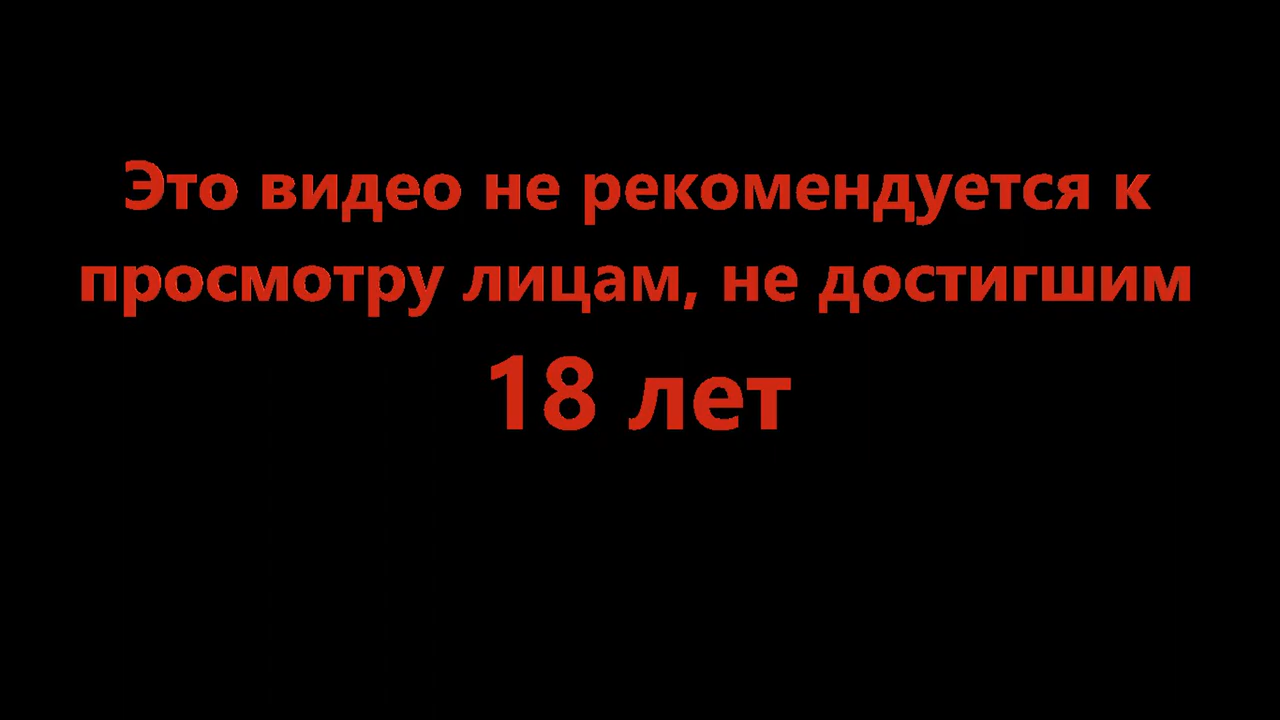 Это видео не рекомендуется к
просмотру лицам, не достигшим
18 лет